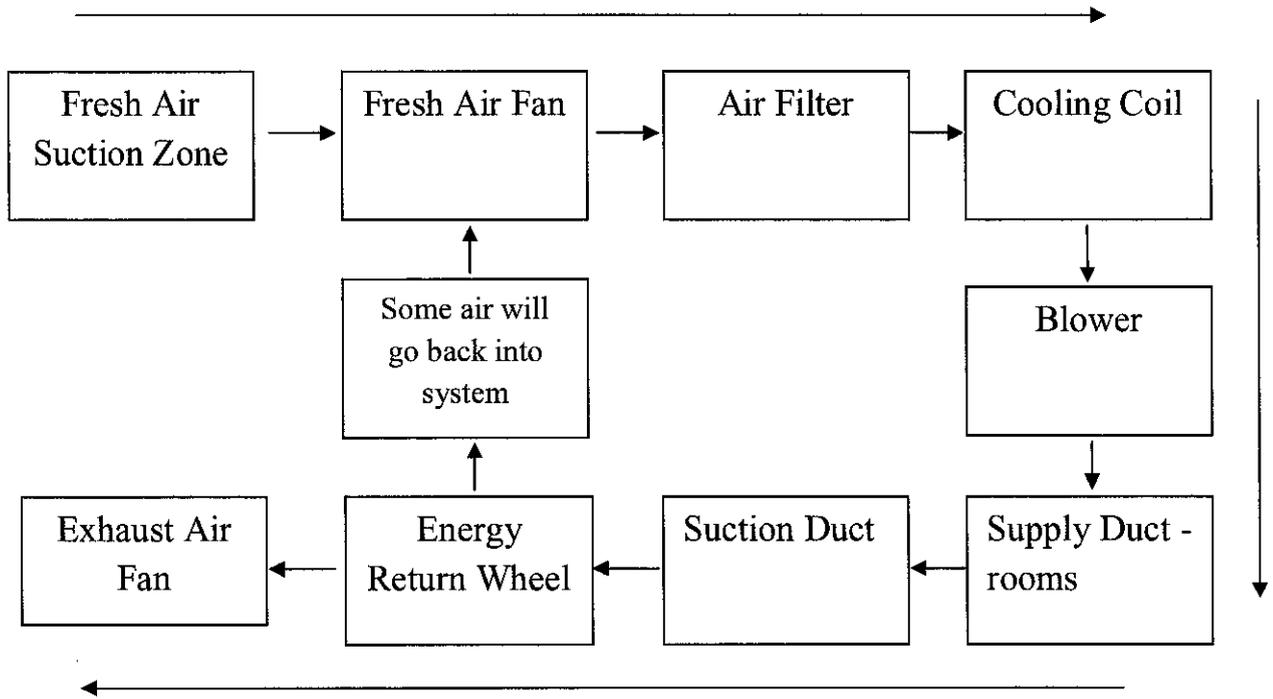 Fresh Air
Suction Zone
Fresh Air Fan
Air Filter
Cooling Coil
Some air will
go back into
system
Blower
Exhaust Air
Fan
Energy
Return Wheel
Suction Duct
Supply Duct -
rooms